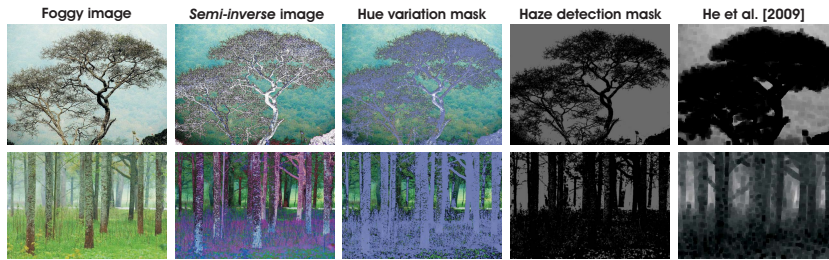 Foggy image
Semi-inverse image
Hue variation mask
Haze detection mask
He et al. [2009]